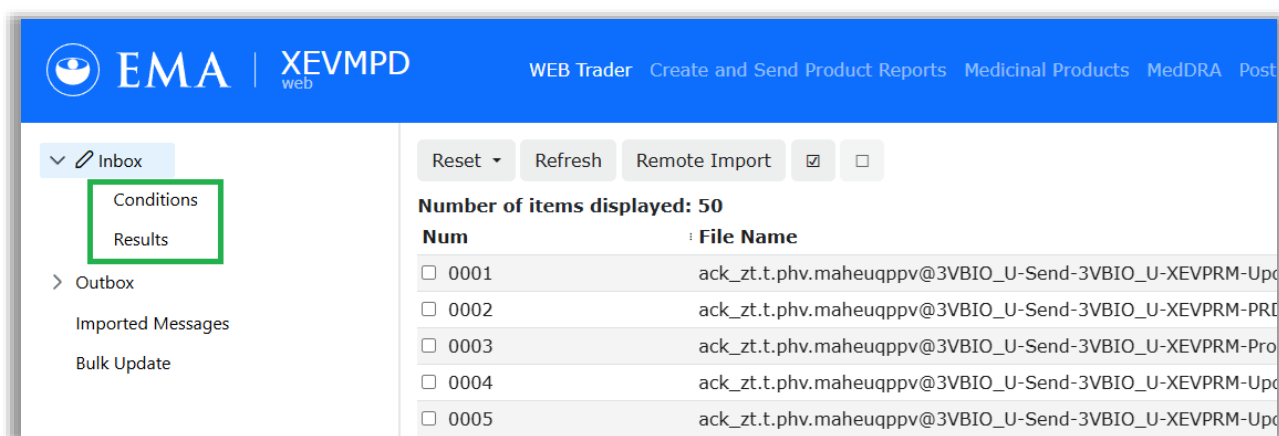 EMA | XEVMPD
web
WEB Trader Create and Send Product Reports Medicinal Products MedDRA Post
Inbox
Conditions
Results
Outbox
Imported Messages
Bulk Update
Reset Refresh Remote Import
Number of items displayed: 50
Num File Name
0001 ack_zt.t.phv.maheuqppv@3VBIO_U-Send-3VBIO_U-XEVPRM-Upd
0002 ack_zt.t.phv.maheuqppv@3VBIO_U-Send-3VBIO_U-XEVPRM-PRD
0003 ack_zt.t.phv.maheuqppv@3VBIO_U-Send-3VBIO_U-XEVPRM-Pro
0004 ack_zt.t.phv.maheuqppv@3VBIO_U-Send-3VBIO_U-XEVPRM-Upd
0005 ack_zt.t.phv.maheuqppv@3VBIO_U-Send-3VBIO_U-XEVPRM-Upd